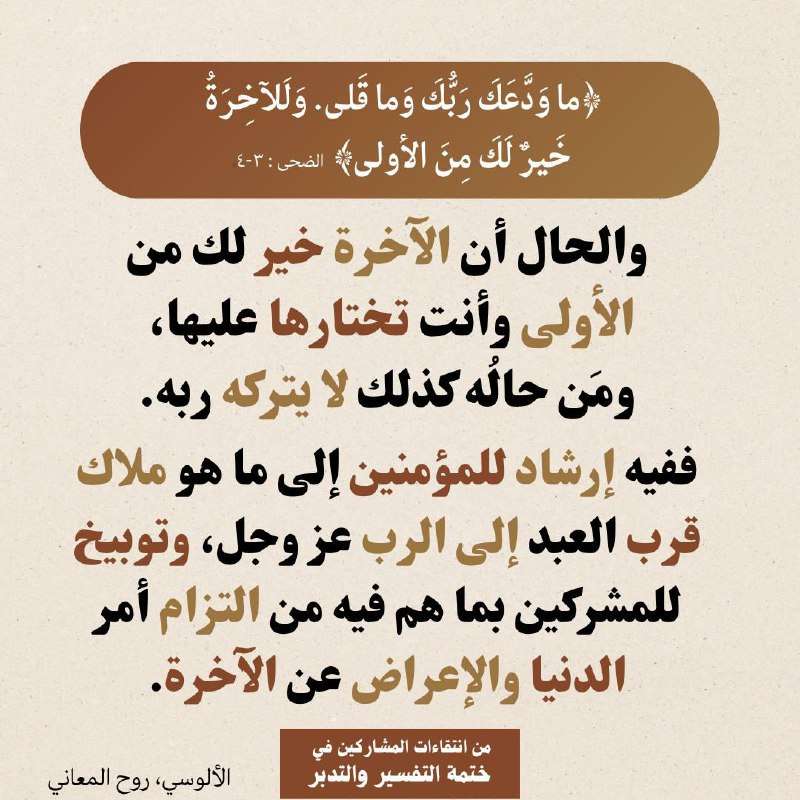 ﴿ما وَدَّعَكَ رَبُّكَ وَما قَلى. وَلَلآخِرَةُ
خَيرٌ لَكَ مِنَ الأولى﴾ الضحى : ٣-٤
والحال أن الآخرة خير لك من
الأولى وأنت تختارها عليها،
ومَن حالُه كذلك لا يتركه ربه.
ففيه إرشاد للمؤمنين إلى ما هو ملاك
قرب العبد إلى الرب عز وجل، وتوبيخ
للمشركين بما هم فيه من التزام أمر
الدنيا والإعراض عن الآخرة.
من انتقاءات المشاركين في
ختمة التفسير والتدبر
الألوسي، روح المعاني